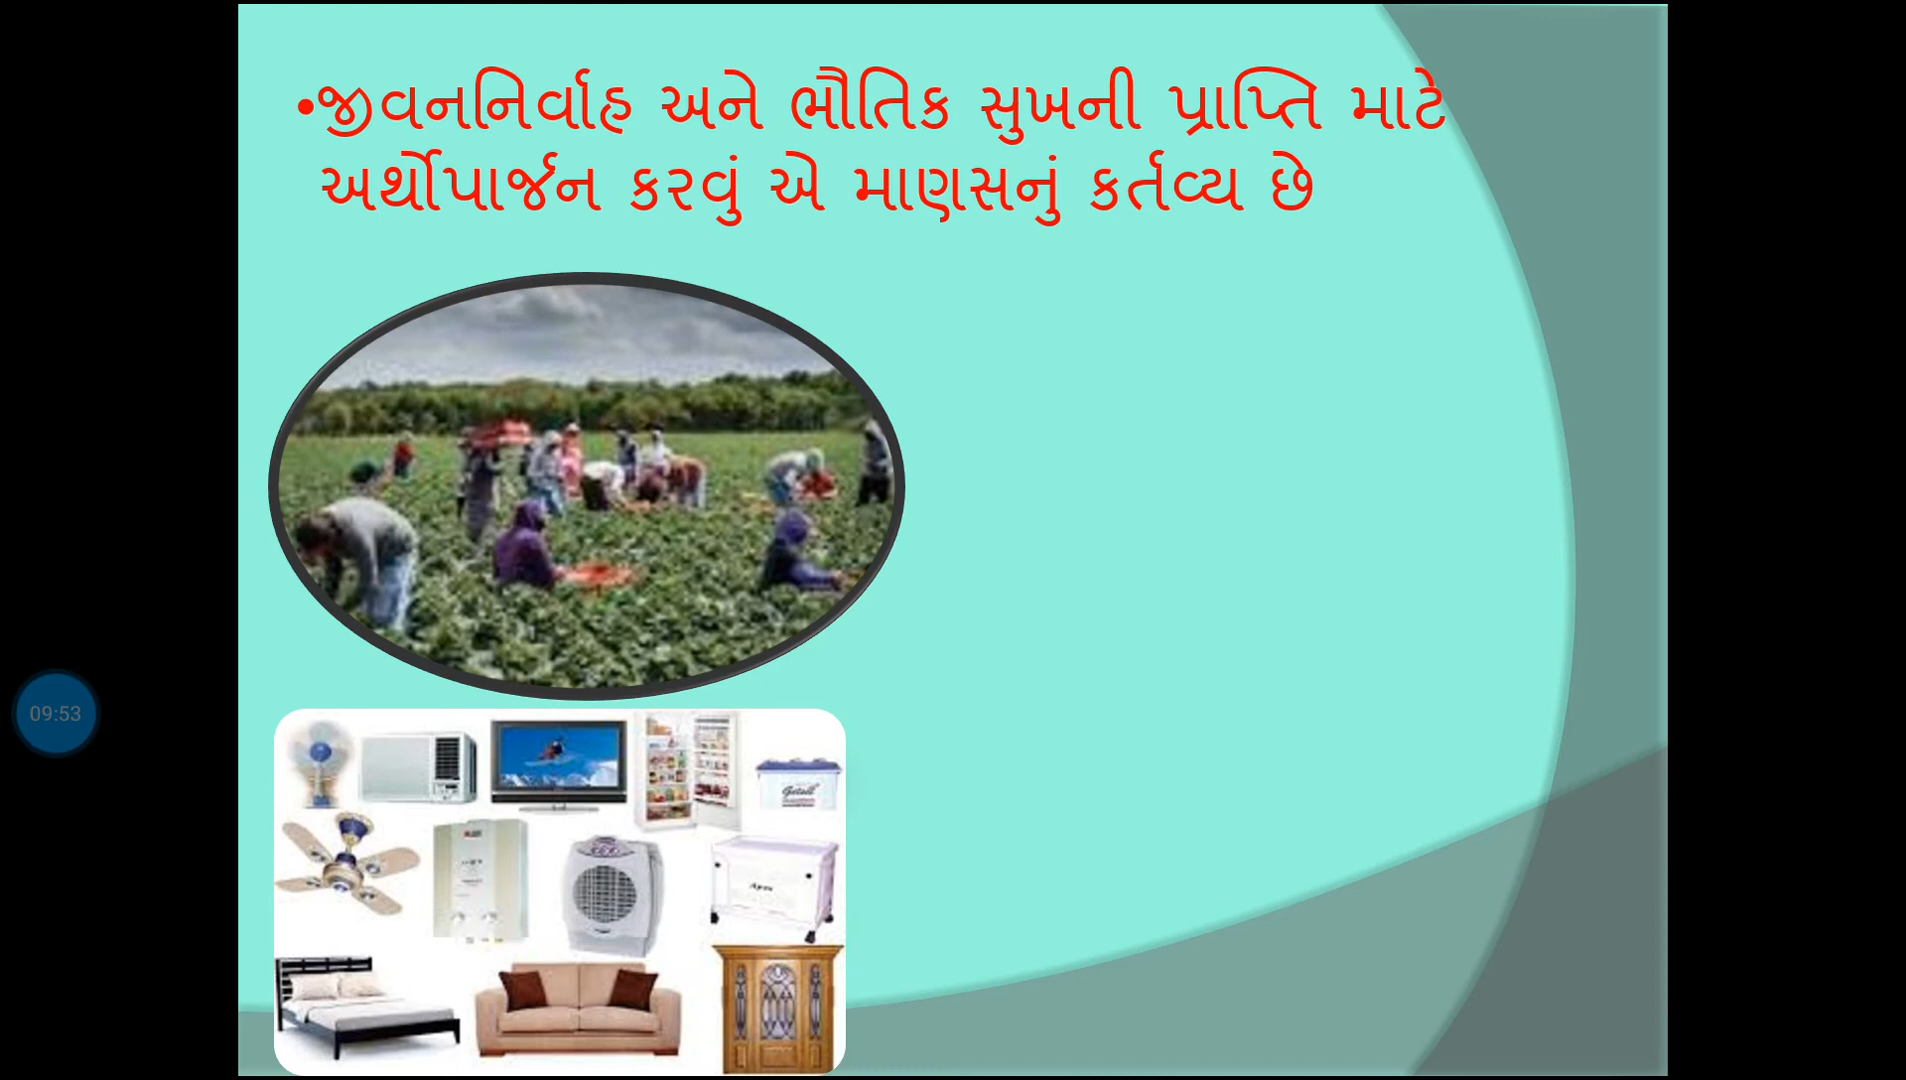 •જીવનનિર્વાહ અને ભૌતિક સુખની પ્રાપ્તિ માટે
અર્થોપાર્જન કરવું એ માણસનું કર્તવ્ય છે
09:53